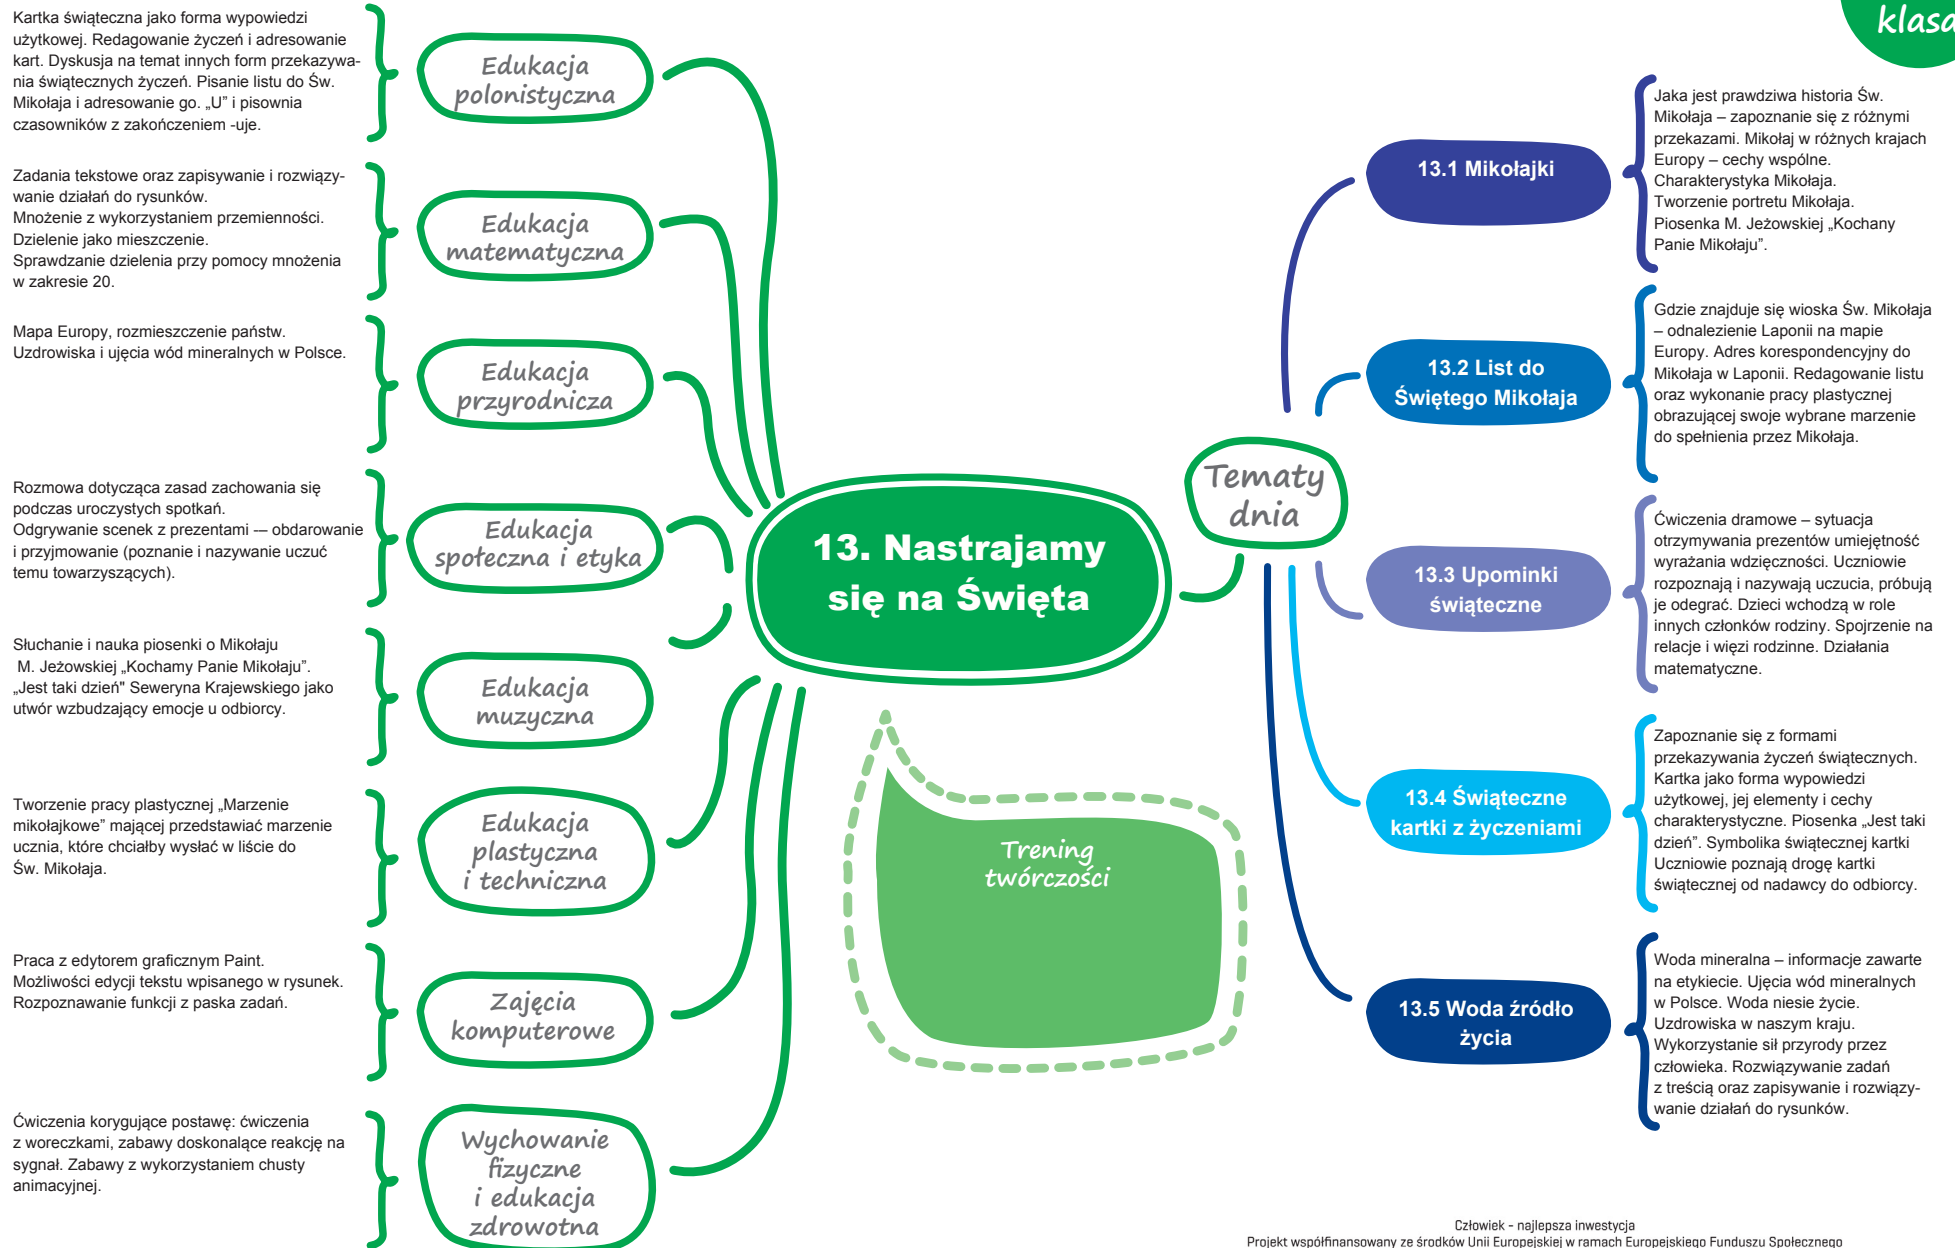 klasa
Kartka świąteczna jako forma wypowiedzi
użytkowej. Redagowanie życzeń i adresowanie
kart. Dyskusja na temat innych form przekazywa-
nia świątecznych życzeń. Pisanie listu do Św.
Mikołaja i adresowanie go. „U” i pisownia
czasowników z zakończeniem -uje.
Edukacja
polonistyczna
Zadania tekstowe oraz zapisywanie i rozwiązy-
wanie działań do rysunków.
Mnożenie z wykorzystaniem przemienności.
Dzielenie jako mieszczenie.
Sprawdzanie dzielenia przy pomocy mnożenia
w zakresie 20.
Edukacja
matematyczna
Mapa Europy, rozmieszczenie państw.
Uzdrowiska i ujęcia wód mineralnych w Polsce.
Edukacja
przyrodnicza
Rozmowa dotycząca zasad zachowania się
podczas uroczystych spotkań.
Odgrywanie scenek z prezentami -– obdarowanie
i przyjmowanie (poznanie i nazywanie uczuć
temu towarzyszących).
Edukacja
społeczna i etyka
Słuchanie i nauka piosenki o Mikołaju
M. Jeżowskiej „Kochamy Panie Mikołaju”.
„Jest taki dzień" Seweryna Krajewskiego jako
utwór wzbudzający emocje u odbiorcy.
Edukacja
muzyczna
Tworzenie pracy plastycznej „Marzenie
mikołajkowe” mającej przedstawiać marzenie
ucznia, które chciałby wysłać w liście do
Św. Mikołaja.
Edukacja
plastyczna
i techniczna
Praca z edytorem graficznym Paint.
Możliwości edycji tekstu wpisanego w rysunek.
Rozpoznawanie funkcji z paska zadań.
Zajęcia
komputerowe
Ćwiczenia korygujące postawę: ćwiczenia
z woreczkami, zabawy doskonalące reakcję na
sygnał. Zabawy z wykorzystaniem chusty
animacyjnej.
Wychowanie
fizyczne
i edukacja
zdrowotna
13. Nastrajamy
się na Święta
Trening
twórczości
Tematy
dnia
13.1 Mikołajki
Jaka jest prawdziwa historia Św.
Mikołaja – zapoznanie się z różnymi
przekazami. Mikołaj w różnych krajach
Europy – cechy wspólne.
Charakterystyka Mikołaja.
Tworzenie portretu Mikołaja.
Piosenka M. Jeżowskiej „Kochany
Panie Mikołaju”.
13.2 List do
Świętego Mikołaja
Gdzie znajduje się wioska Św. Mikołaja
– odnalezienie Laponii na mapie
Europy. Adres korespondencyjny do
Mikołaja w Laponii. Redagowanie listu
oraz wykonanie pracy plastycznej
obrazującej swoje wybrane marzenie
do spełnienia przez Mikołaja.
13.3 Upominki
świąteczne
Ćwiczenia dramowe – sytuacja
otrzymywania prezentów umiejętność
wyrażania wdzięczności. Uczniowie
rozpoznają i nazywają uczucia, próbują
je odegrać. Dzieci wchodzą w role
innych członków rodziny. Spojrzenie na
relacje i więzi rodzinne. Działania
matematyczne.
13.4 Świąteczne
kartki z życzeniami
Zapoznanie się z formami
przekazywania życzeń świątecznych.
Kartka jako forma wypowiedzi
użytkowej, jej elementy i cechy
charakterystyczne. Piosenka „Jest taki
dzień”. Symbolika świątecznej kartki
Uczniowie poznają drogę kartki
świątecznej od nadawcy do odbiorcy.
13.5 Woda źródło
życia
Woda mineralna – informacje zawarte
na etykiecie. Ujęcia wód mineralnych
w Polsce. Woda niesie życie.
Uzdrowiska w naszym kraju.
Wykorzystanie sił przyrody przez
człowieka. Rozwiązywanie zadań
z treścią oraz zapisywanie i rozwiązy-
wanie działań do rysunków.
Człowiek - najlepsza inwestycja
Projekt współfinansowany ze środków Unii Europejskiej w ramach Europejskiego Funduszu Społecznego